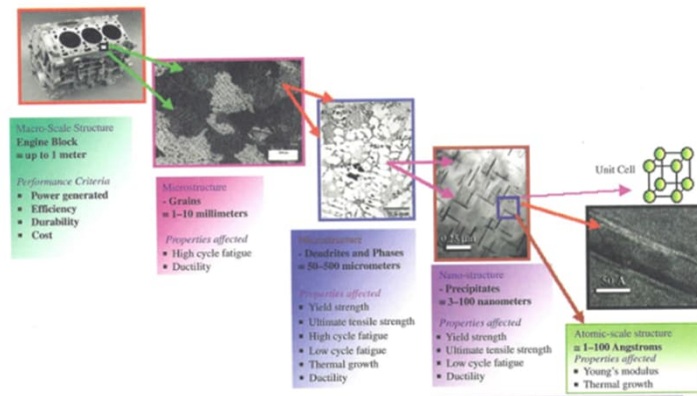 Macro-Scale Structure
Engine Block
= up to 1 meter
Performance Criteria
▪ Power generated
▪ Efficiency
▪ Durability
▪ Cost
Microstructure
- Grains
= 1–10 millimeters
Properties affected
▪ High cycle fatigue
▪ Ductility
Microstructure
- Dendrites and Phases
= 50–500 micrometers
Properties affected
▪ Yield strength
▪ Ultimate tensile strength
▪ High cycle fatigue
▪ Low cycle fatigue
▪ Thermal growth
▪ Ductility
Nano-structure
- Precipitates
= 3–100 nanometers
Properties affected
▪ Yield strength
▪ Ultimate tensile strength
▪ Low cycle fatigue
▪ Ductility
Unit Cell
50 Å
Atomic-scale structure
= 1–100 Angstroms
Properties affected
▪ Young's modulus
▪ Thermal growth